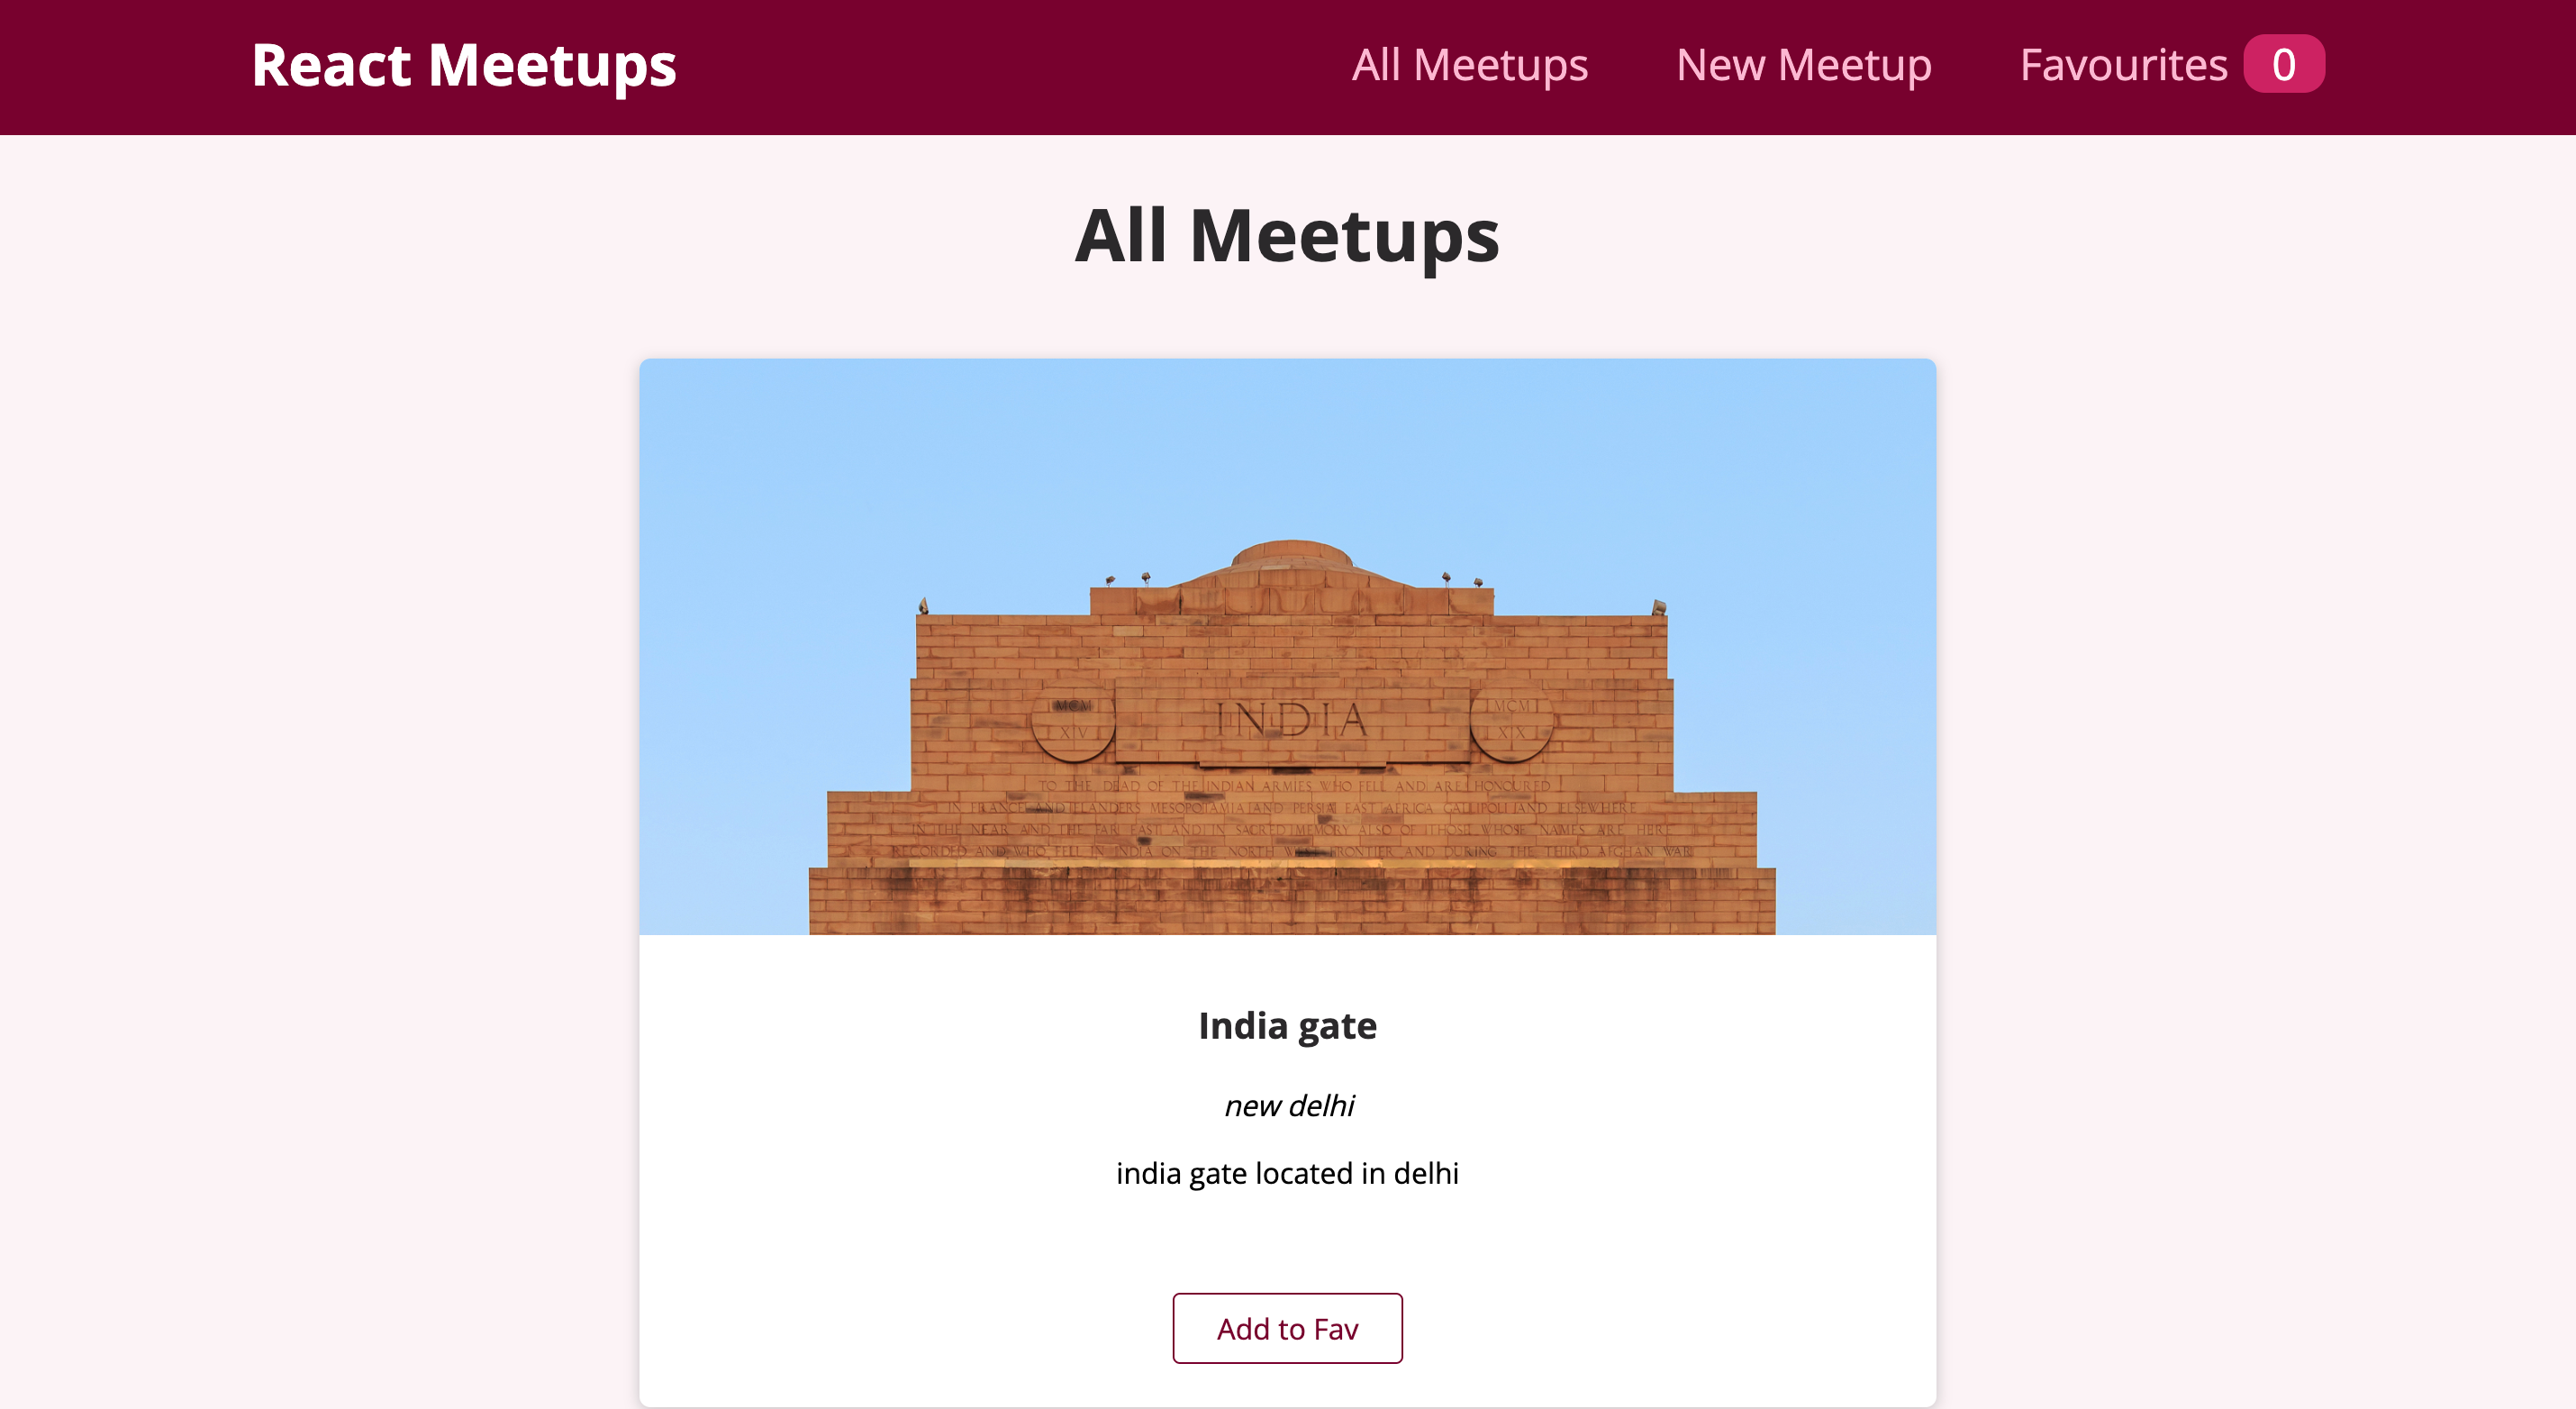 React Meetups
All Meetups
New Meetup
Favourites 0
All Meetups
MCM
XIV
INDIA
MCM
XIX
TO THE DEAD OF THE INDIAN ARMIES WHO FELL AND ARE HONOURED
IN FRANCE AND FLANDERS MESOPOTAMIA AND PERSIA EAST AFRICA GALLIPOLI AND ELSEWHERE
IN THE NEAR AND THE FAR EAST AND IN SACRED MEMORY ALSO OF THOSE WHOSE NAMES ARE HERE
RECORDED AND WHO FELL IN INDIA ON THE NORTH WEST FRONTIER AND DURING THE THIRD AFGHAN WAR
India gate
new delhi
india gate located in delhi
Add to Fav